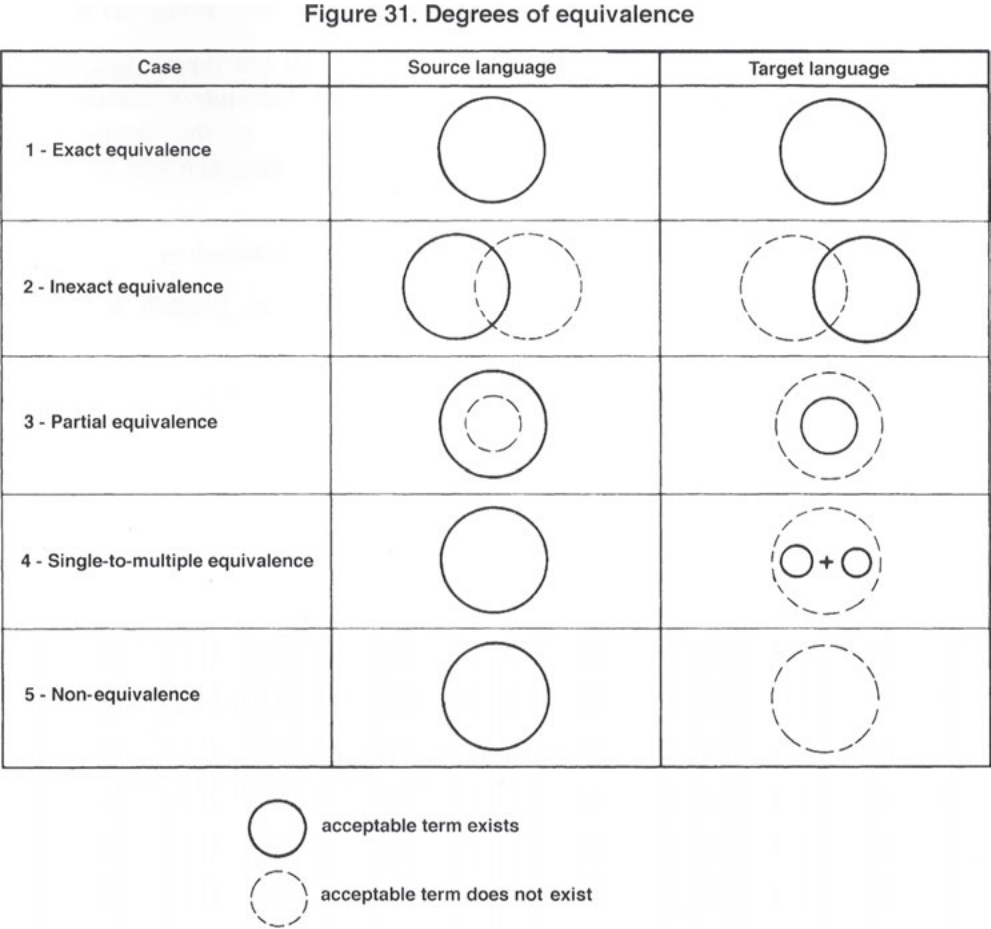 Figure 31. Degrees of equivalence
Case Source language Target language
1 - Exact equivalence
2 - Inexact equivalence
3 - Partial equivalence
4 - Single-to-multiple equivalence +
5 - Non-equivalence
acceptable term exists
acceptable term does not exist